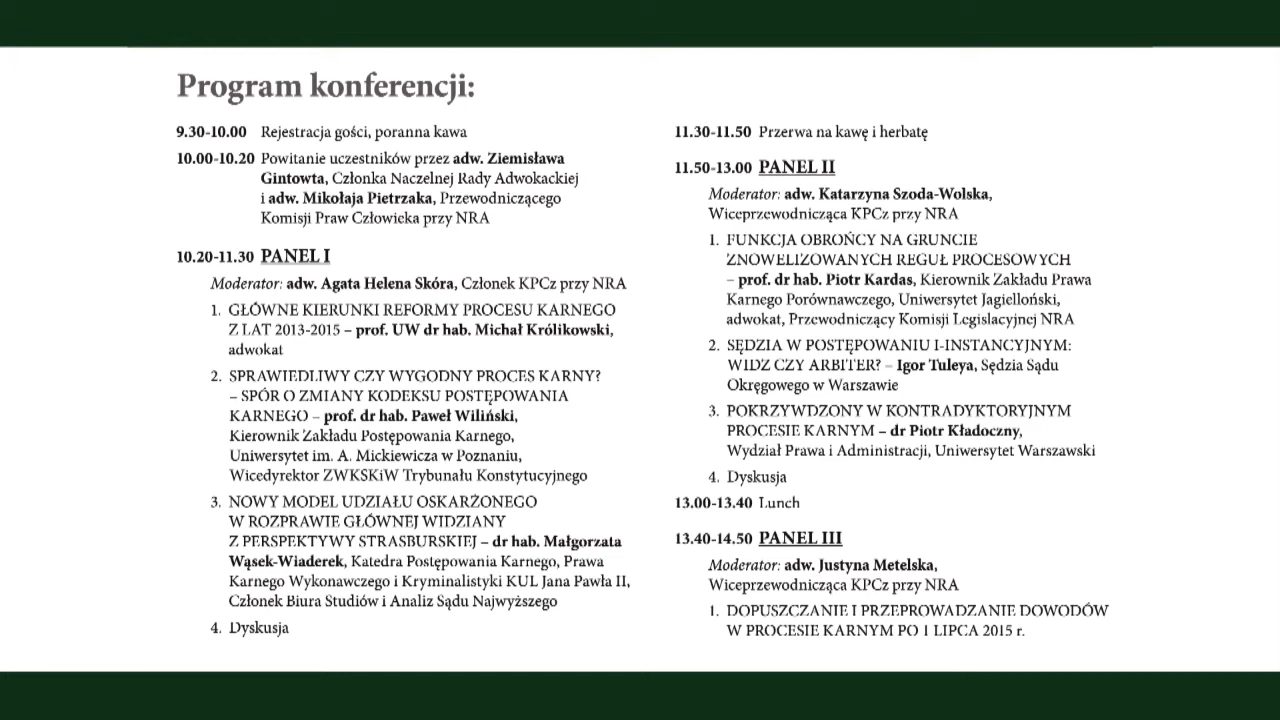 Program konferencji:
9.30-10.00 Rejestracja gości, poranna kawa
10.00-10.20 Powitanie uczestników przez adw. Ziemisława
Gintowta, Członka Naczelnej Rady Adwokackiej
i adw. Mikołaja Pietrzaka, Przewodniczącego
Komisji Praw Człowieka przy NRA
10.20-11.30 PANEL I
Moderator: adw. Agata Helena Skóra, Członek KPCz przy NRA
1. GŁÓWNE KIERUNKI REFORMY PROCESU KARNEGO
Z LAT 2013-2015 – prof. UW dr hab. Michał Królikowski,
adwokat
2. SPRAWIEDLIWY CZY WYGODNY PROCES KARNY?
– SPÓR O ZMIANY KODEKSU POSTĘPOWANIA
KARNEGO – prof. dr hab. Paweł Wiliński,
Kierownik Zakładu Postępowania Karnego,
Uniwersytet im. A. Mickiewicza w Poznaniu,
Wicedyrektor ZWKSKiW Trybunału Konstytucyjnego
3. NOWY MODEL UDZIAŁU OSKARŻONEGO
W ROZPRAWIE GŁÓWNEJ WIDZIANY
Z PERSPEKTYWY STRASBURSKIEJ – dr hab. Małgorzata
Wąsek-Wiaderek, Katedra Postępowania Karnego, Prawa
Karnego Wykonawczego i Kryminalistyki KUL Jana Pawła II,
Członek Biura Studiów i Analiz Sądu Najwyższego
4. Dyskusja
11.30-11.50 Przerwa na kawę i herbatę
11.50-13.00 PANEL II
Moderator: adw. Katarzyna Szoda-Wolska,
Wiceprzewodnicząca KPCz przy NRA
1. FUNKCJA OBROŃCY NA GRUNCIE
ZNOWELIZOWANYCH REGUŁ PROCESOWYCH
– prof. dr hab. Piotr Kardas, Kierownik Zakładu Prawa
Karnego Porównawczego, Uniwersytet Jagielloński,
adwokat, Przewodniczący Komisji Legislacyjnej NRA
2. SĘDZIA W POSTĘPOWANIU I-INSTANCYJNYM:
WIDZ CZY ARBITER? – Igor Tuleya, Sędzia Sądu
Okręgowego w Warszawie
3. POKRZYWDZONY W KONTRADYKTORYJNYM
PROCESIE KARNYM – dr Piotr Kładoczny,
Wydział Prawa i Administracji, Uniwersytet Warszawski
4. Dyskusja
13.00-13.40 Lunch
13.40-14.50 PANEL III
Moderator: adw. Justyna Metelska,
Wiceprzewodnicząca KPCz przy NRA
1. DOPUSZCZANIE I PRZEPROWADZANIE DOWODÓW
W PROCESIE KARNYM PO 1 LIPCA 2015 r.